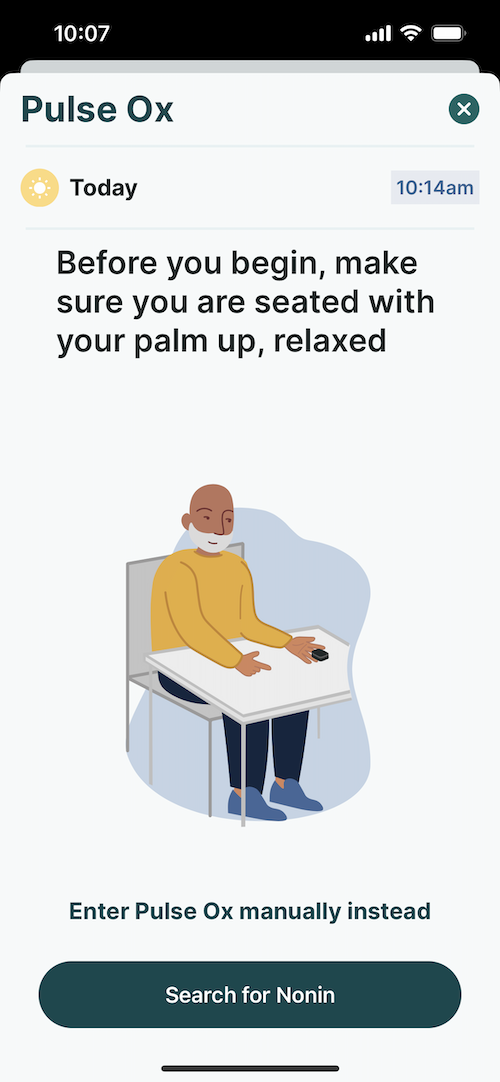 10:07
Pulse Ox
Today
10:14am
Before you begin, make
sure you are seated with
your palm up, relaxed
Enter Pulse Ox manually instead
Search for Nonin